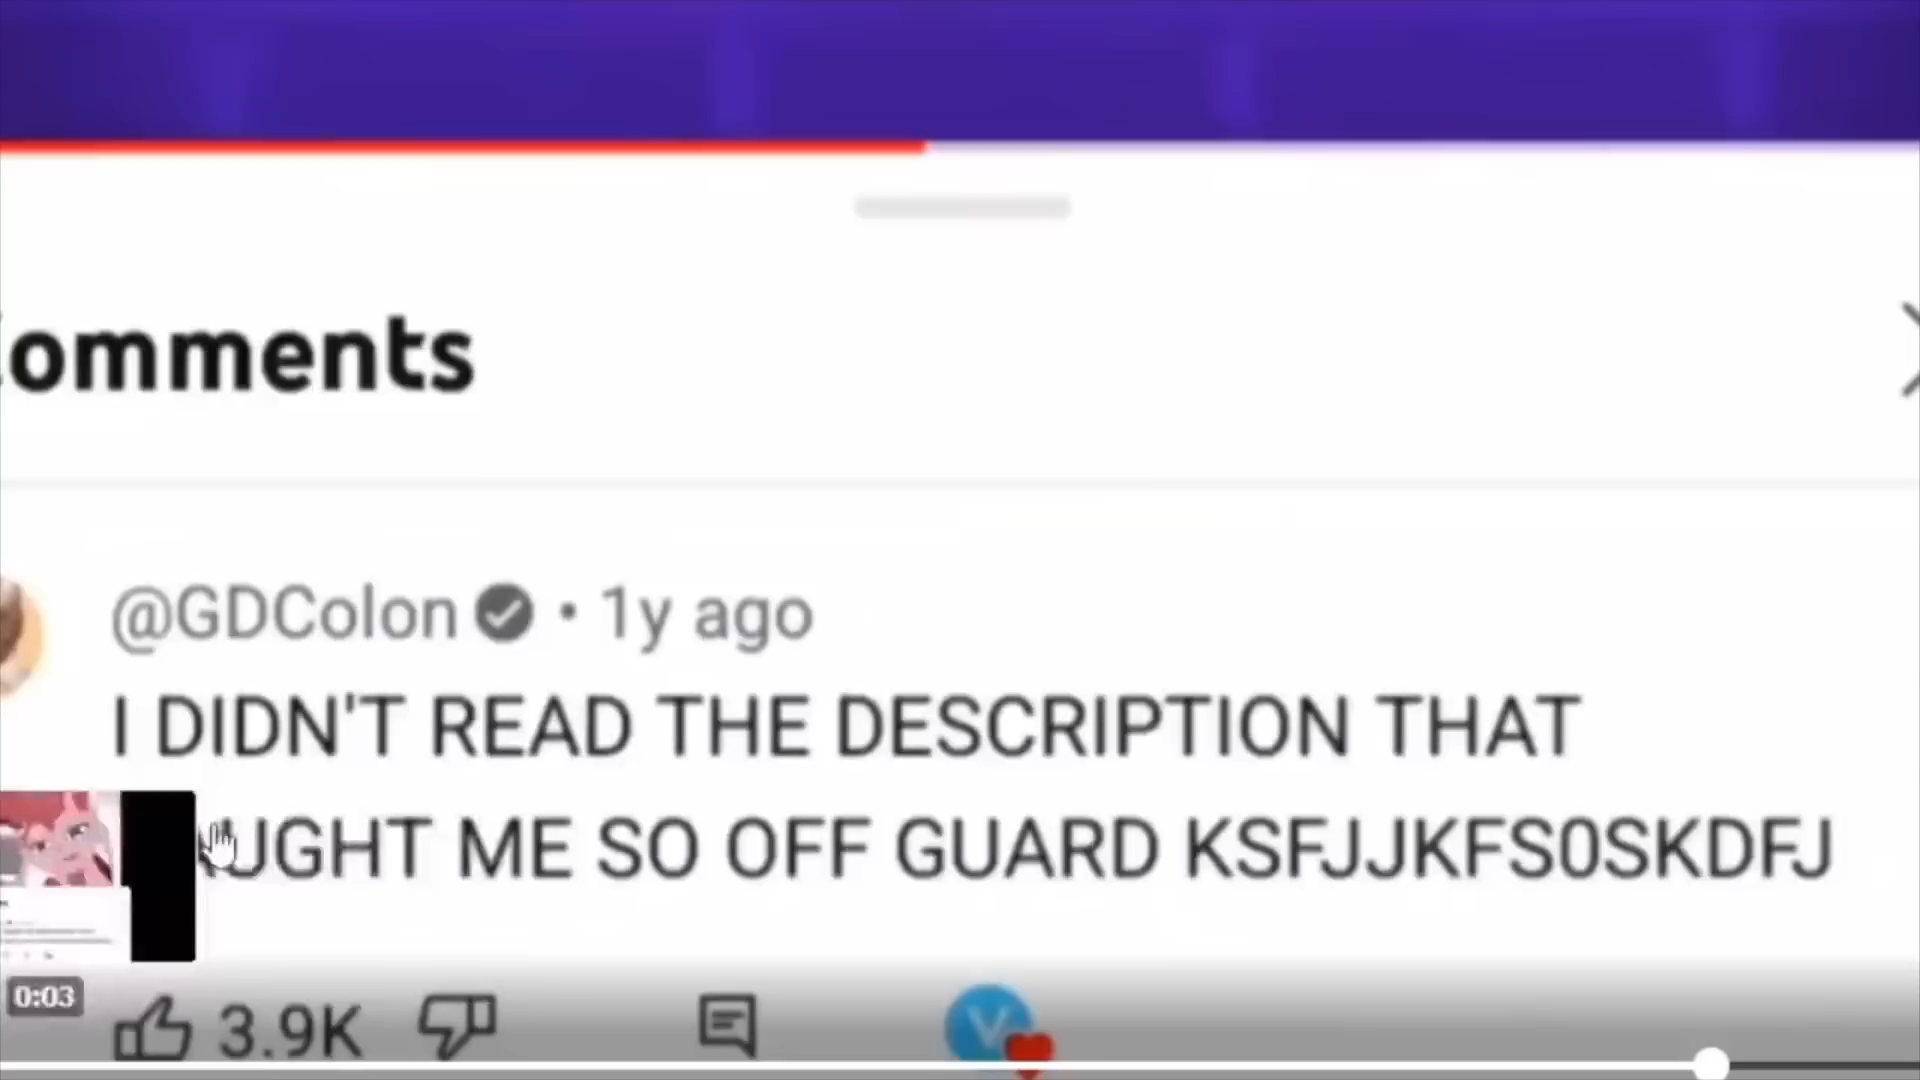 omments
@GDColon • 1y ago
I DIDN'T READ THE DESCRIPTION THAT
UGHT ME SO OFF GUARD KSFJJKFS0SKDFJ
0:03
3.9K
V